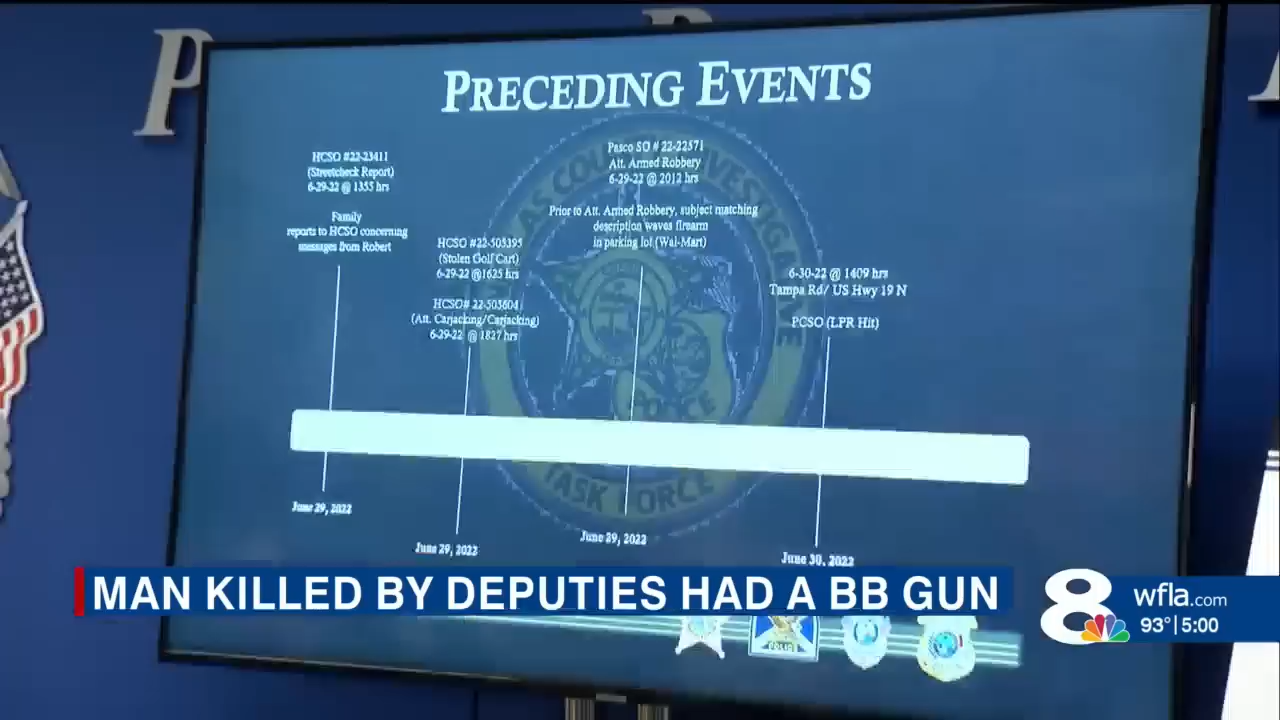 P
PRECEDING EVENTS
HCSO #22-23411
(Streetcheck Report)
6-29-22 @ 1355 hrs
Family
reports to HCSO concerning
messages from Robert
HCSO #22-503395
(Stolen Golf Cart)
6-29-22 @1625 hrs
HCSO# 22-503604
(Att. Carjacking/Carjacking)
6-29-22 @ 1827 hrs
Pasco SO # 22-22571
Att. Armed Robbery
6-29-22 @ 2012 hrs
Prior to Att. Armed Robbery, subject matching
description waves firearm
in parking lot (Wal-Mart)
6-30-22 @ 1409 hrs
Tampa Rd/ US Hwy 19 N
PCSO (LPR Hit)
POLICE
TASK FORCE
June 29, 2022
June 29, 2022
June 29, 2022
June 30, 2022
MAN KILLED BY DEPUTIES HAD A BB GUN
8
wfla.com
93° | 5:00
POLICE